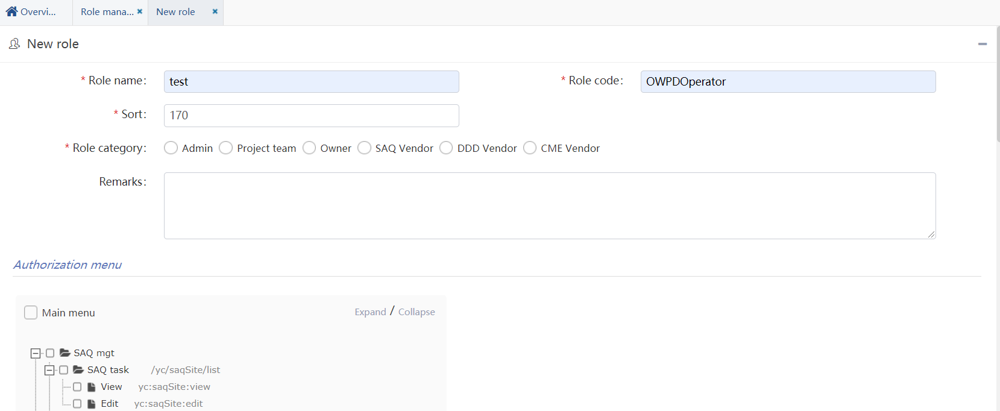 Overvi...
Role mana...
New role
New role
* Role name:
test
* Role code:
OWPDOperator
* Sort:
170
* Role category:
Admin
Project team
Owner
SAQ Vendor
DDD Vendor
CME Vendor
Remarks:
Authorization menu
Main menu
Expand / Collapse
SAQ mgt
SAQ task /yc/saqSite/list
View yc:saqSite:view
Edit yc:saqSite:edit